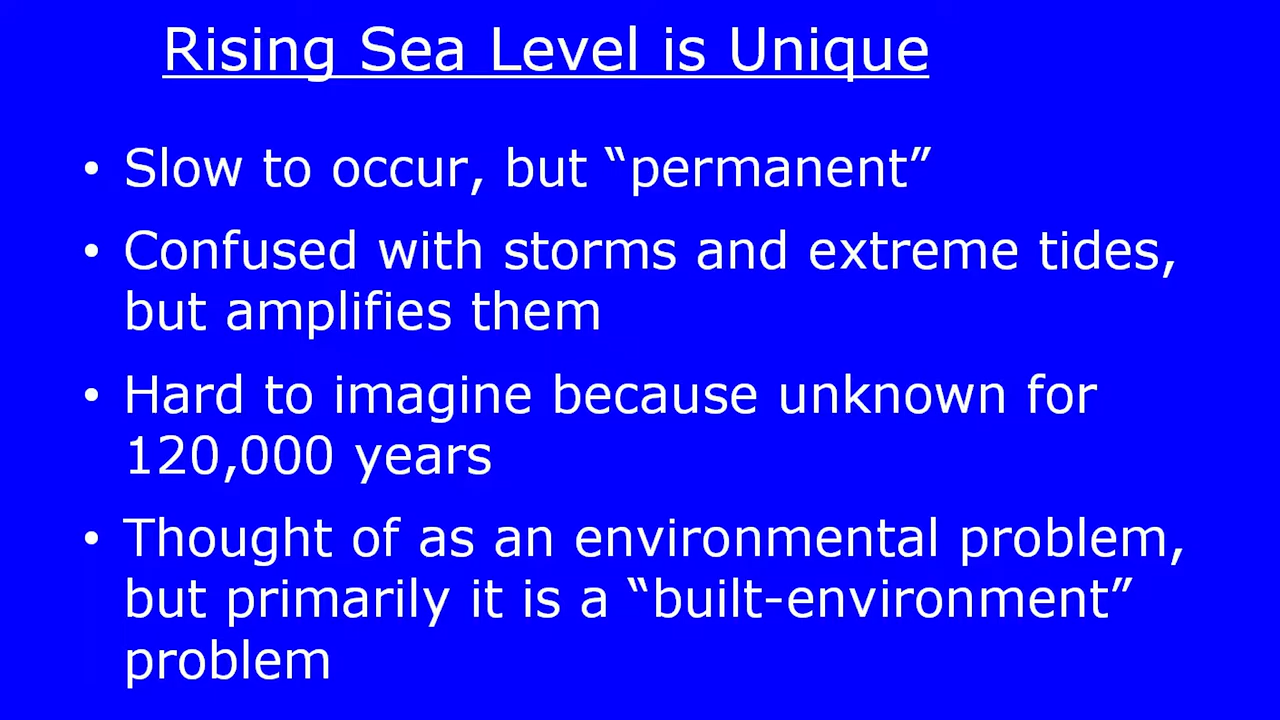 Rising Sea Level is Unique
• Slow to occur, but “permanent”
• Confused with storms and extreme tides,
but amplifies them
• Hard to imagine because unknown for
120,000 years
• Thought of as an environmental problem,
but primarily it is a “built-environment”
problem